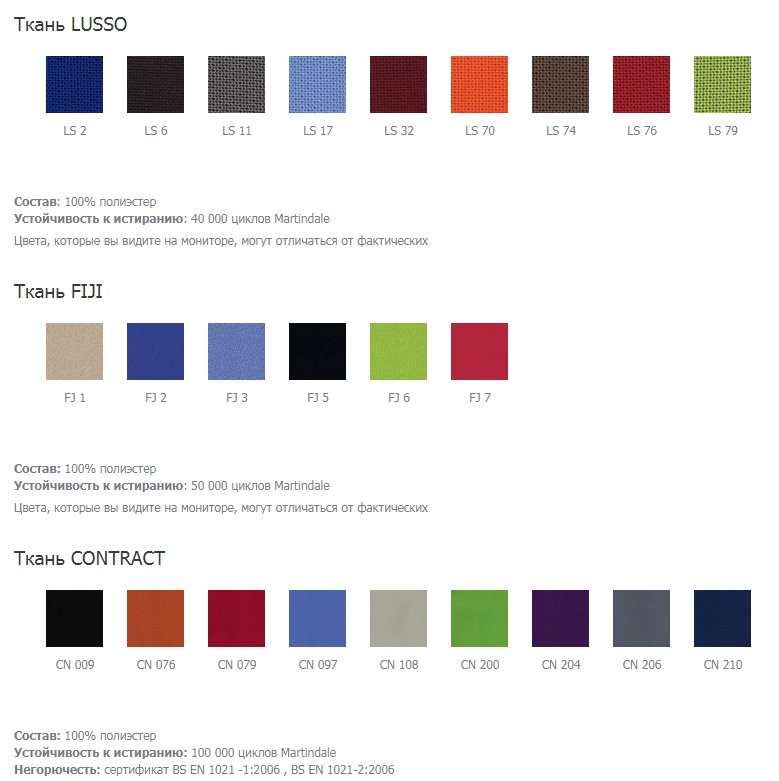 Ткань LUSSO
LS 2 LS 6 LS 11 LS 17 LS 32 LS 70 LS 74 LS 76 LS 79
Состав: 100% полиэстер
Устойчивость к истиранию: 40 000 циклов Martindale
Цвета, которые вы видите на мониторе, могут отличаться от фактических
Ткань FIJI
FJ 1 FJ 2 FJ 3 FJ 5 FJ 6 FJ 7
Состав: 100% полиэстер
Устойчивость к истиранию: 50 000 циклов Martindale
Цвета, которые вы видите на мониторе, могут отличаться от фактических
Ткань CONTRACT
CN 009 CN 076 CN 079 CN 097 CN 108 CN 200 CN 204 CN 206 CN 210
Состав: 100% полиэстер
Устойчивость к истиранию: 100 000 циклов Martindale
Негорючесть: сертификат BS EN 1021 -1:2006 , BS EN 1021-2:2006